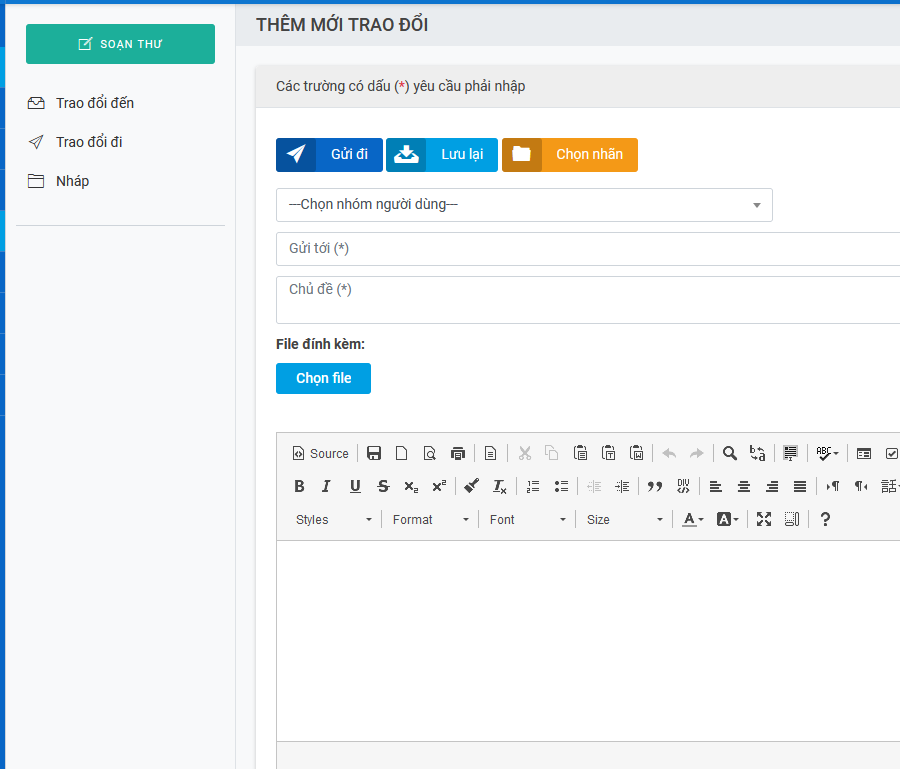 THÊM MỚI TRAO ĐỔI
SOẠN THƯ
Trao đổi đến
Trao đổi đi
Nháp
Các trường có dấu (*) yêu cầu phải nhập
Gửi đi Lưu lại Chọn nhãn
---Chọn nhóm người dùng---
Gửi tới (*)
Chủ đề (*)
File đính kèm:
Chọn file
Source
Styles Format Font Size